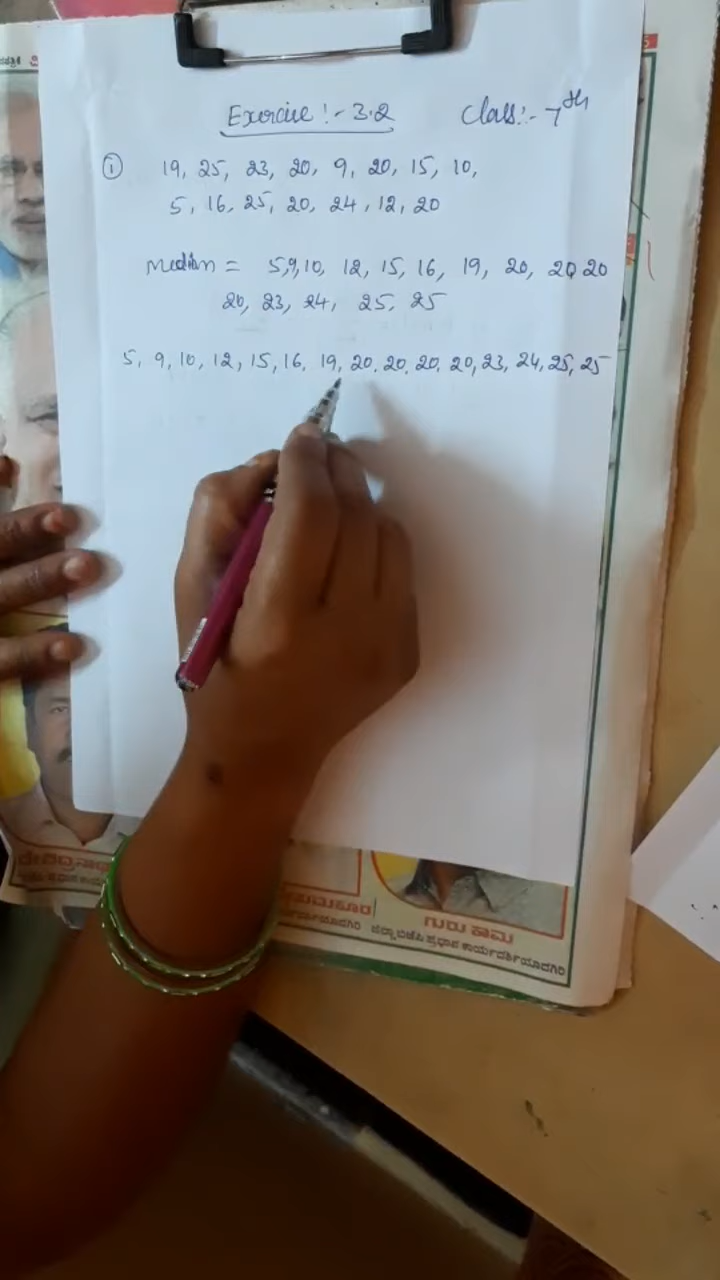 Exercise :- 3.2 Class :- 7th
① 19, 25, 23, 20, 9, 20, 15, 10,
5, 16, 25, 20, 24, 12, 20
Median = 5,9,10, 12, 15, 16, 19, 20, 20 20
20, 23, 24, 25, 25
5, 9, 10, 12, 15, 16, 19, 20, 20, 20, 20, 23, 24, 25, 25
ಗುರು ಕಾಮ